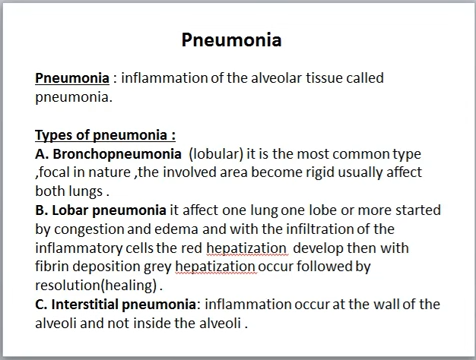 Pneumonia
Pneumonia : inflammation of the alveolar tissue called
pneumonia.
Types of pneumonia :
A. Bronchopneumonia (lobular) it is the most common type
,focal in nature ,the involved area become rigid usually affect
both lungs .
B. Lobar pneumonia it affect one lung one lobe or more started
by congestion and edema and with the infiltration of the
inflammatory cells the red hepatization develop then with
fibrin deposition grey hepatization occur followed by
resolution(healing) .
C. Interstitial pneumonia: inflammation occur at the wall of the
alveoli and not inside the alveoli .